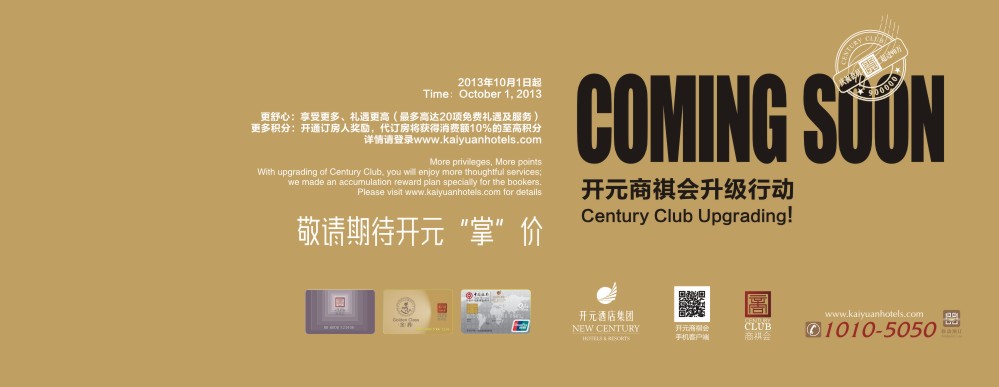 2013年10月1日起
Time: October 1, 2013
更舒心：享受更多、礼遇更高（最多高达20项免费礼遇及服务）
更多积分：开通订房人奖励，代订房将获得消费额10%的至高积分
详情请登录www.kaiyuanhotels.com
More privileges, More points
With upgrading of Century Club, you will enjoy more thoughtful services;
we made an accumulation reward plan specially for the bookers.
Please visit www.kaiyuanhotels.com for details
敬请期待开元“掌”价
COMING SOON
CENTURY CLUB
900000
开元商祺会升级行动
Century Club Upgrading!
开元酒店集团
NEW CENTURY
HOTELS & RESORTS
开元商祺会
手机客户端
CENTURY
CLUB
商祺会
www.kaiyuanhotels.com
1010-5050